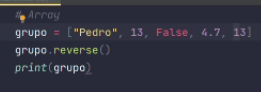 # Array
grupo = ["Pedro", 13, False, 4.7, 13]
grupo.reverse()
print(grupo)